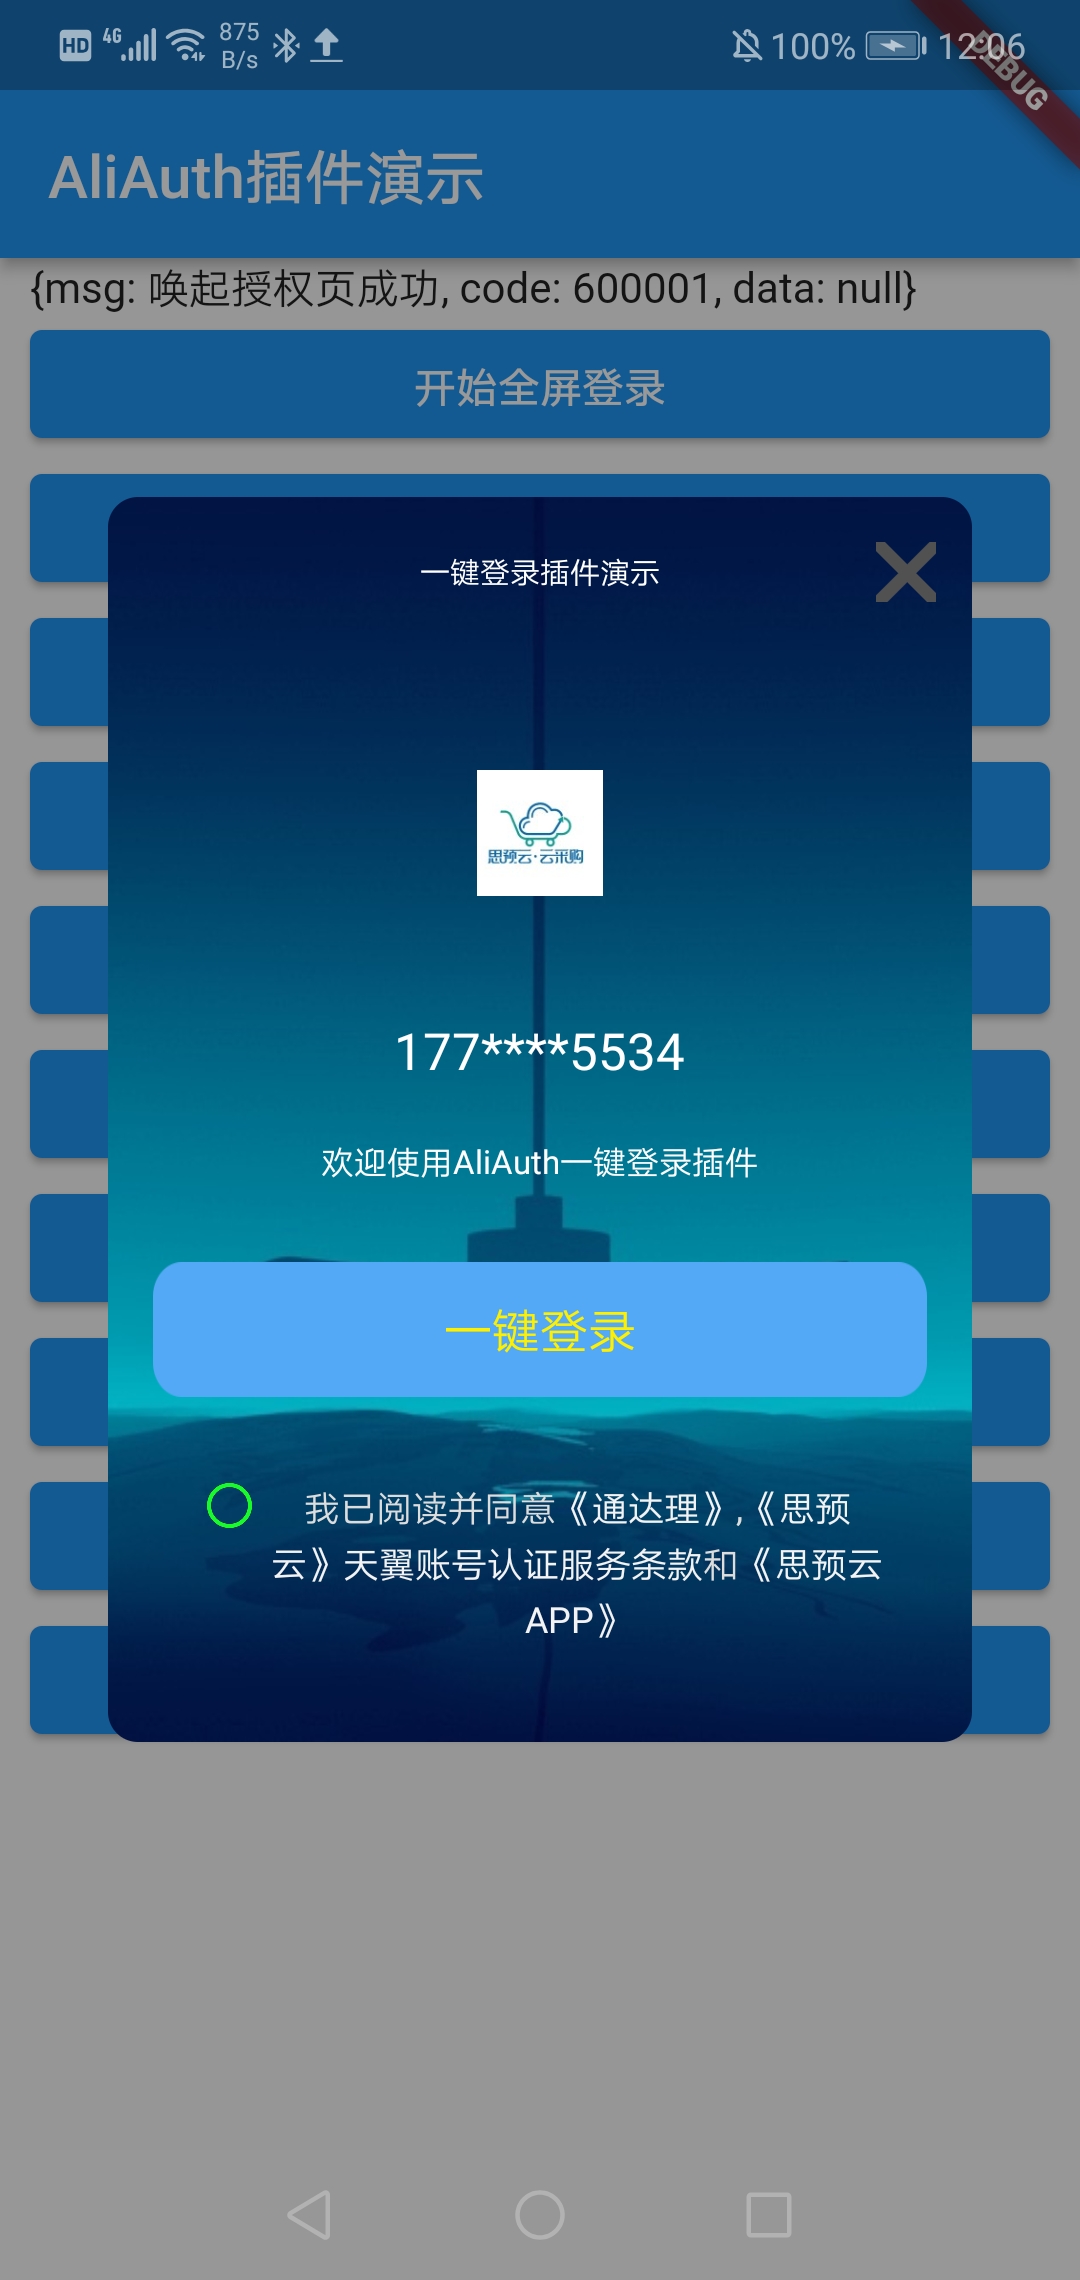 HD 4G 875 B/s 100% 12:06
DEBUG
AliAuth插件演示
{msg: 唤起授权页成功, code: 600001, data: null}
开始全屏登录
一键登录插件演示
思预云·云采购
177****5534
欢迎使用AliAuth一键登录插件
一键登录
我已阅读并同意《通达理》,《思预
云》天翼账号认证服务条款和《思预云
APP》